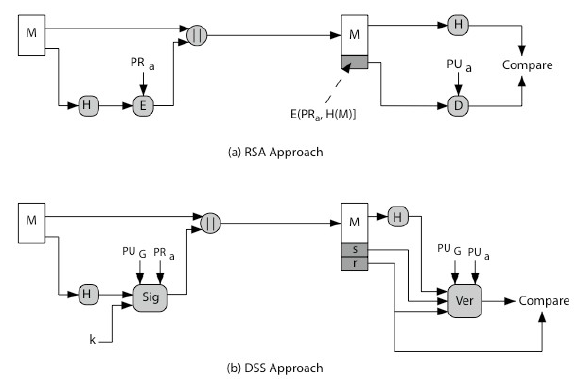 M
||
M
H
PR a
PU a
Compare
H
E
D
E(PRa, H(M)]
(a) RSA Approach
M
||
M
H
s
r
PU G PR a
PU G PU a
H
Sig
Ver
Compare
k
(b) DSS Approach